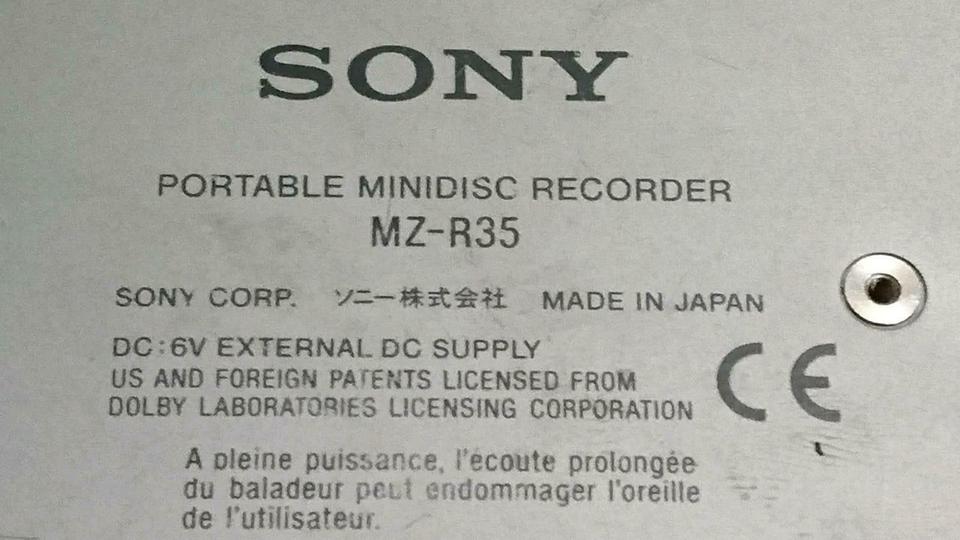 SONY
PORTABLE MINIDISC RECORDER
MZ-R35
SONY CORP. ソニー株式会社 MADE IN JAPAN
DC:6V EXTERNAL DC SUPPLY
US AND FOREIGN PATENTS LICENSED FROM
DOLBY LABORATORIES LICENSING CORPORATION
CE
A pleine puissance, l'écoute prolongée
du baladeur peut endommager l'oreille
de l'utilisateur.